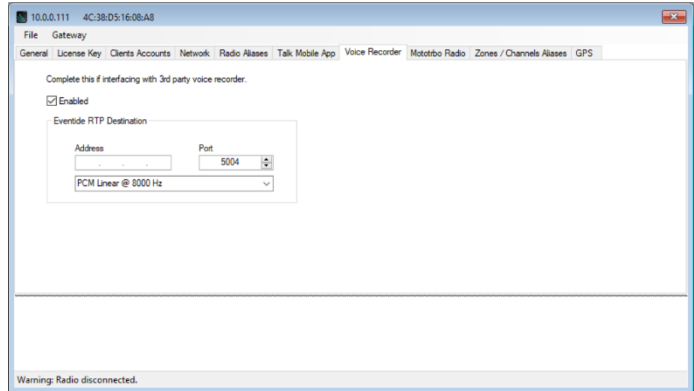 10.0.0.111 4C:38:D5:16:08:A8
File Gateway
General License Key Clients Accounts Network Radio Aliases Talk Mobile App Voice Recorder Mototrbo Radio Zones / Channels Aliases GPS
Complete this if interfacing with 3rd party voice recorder.
Enabled
Eventide RTP Destination
Address Port
. . . 5004
PCM Linear @ 8000 Hz
Warning: Radio disconnected.